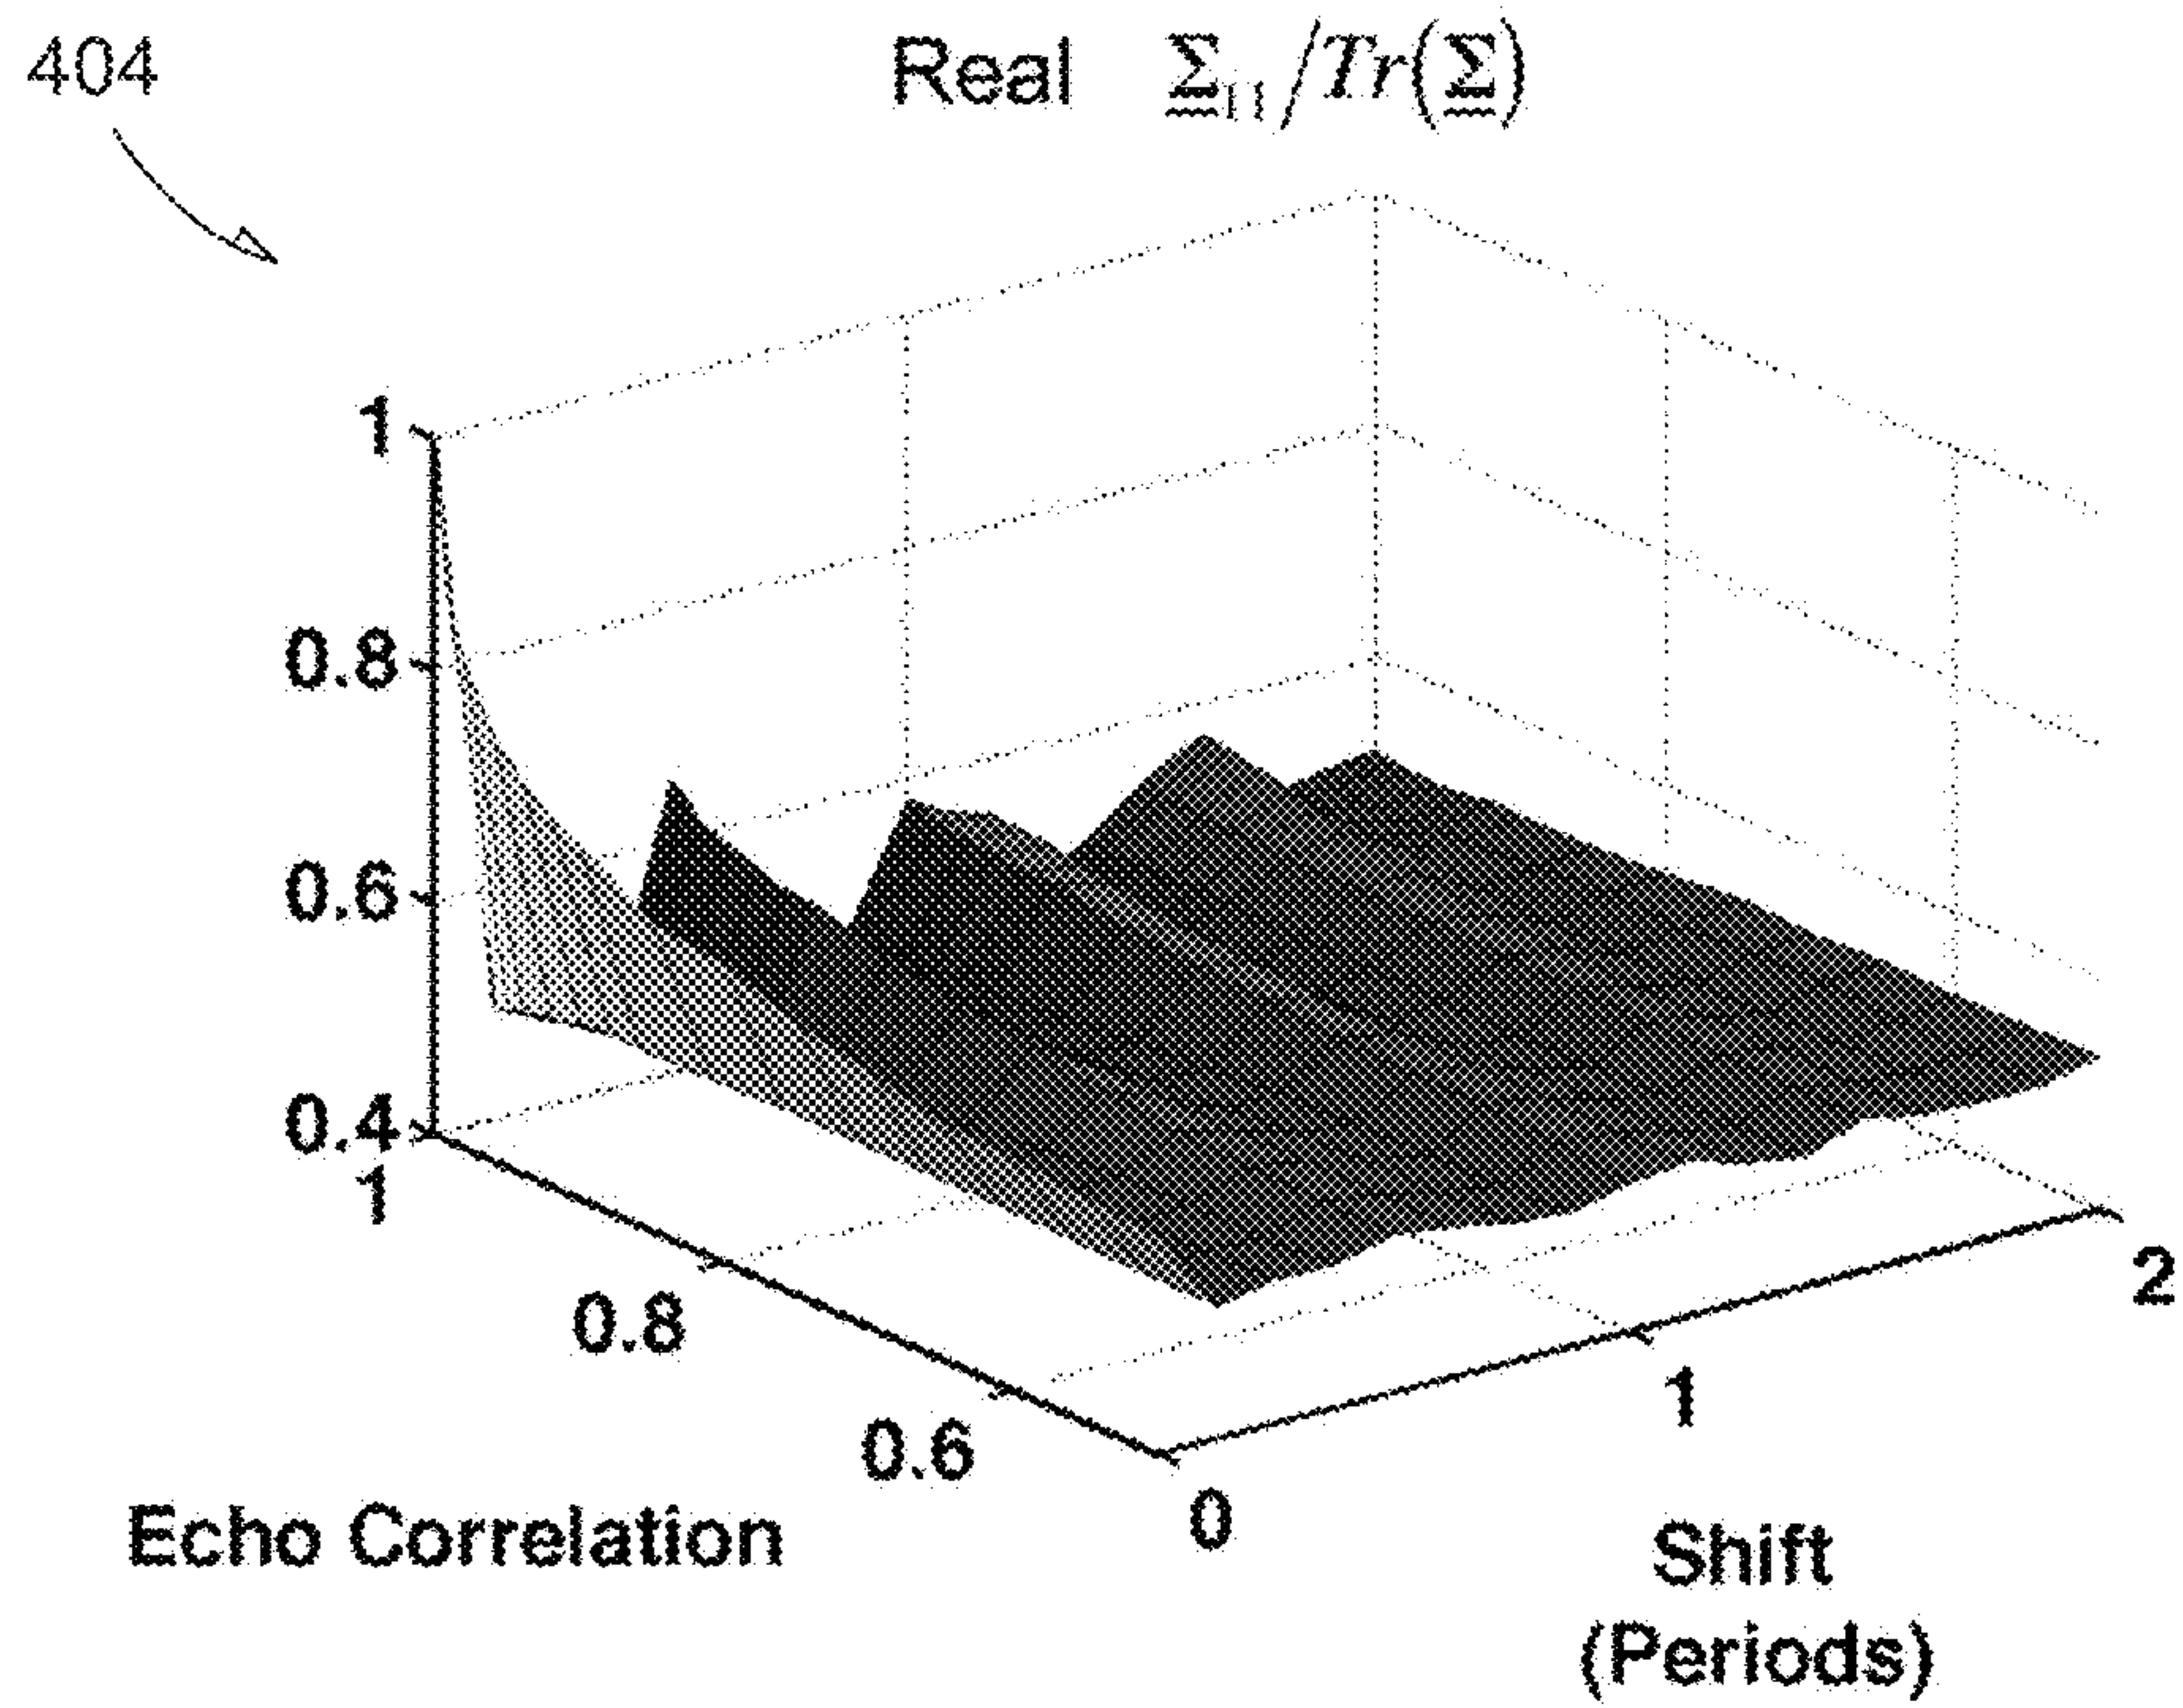 404
Real Σ₁₁/Tr(Σ)
1
0.8
0.6
0.4
1
0.8
0.6
0
1
2
Echo Correlation
Shift
(Periods)